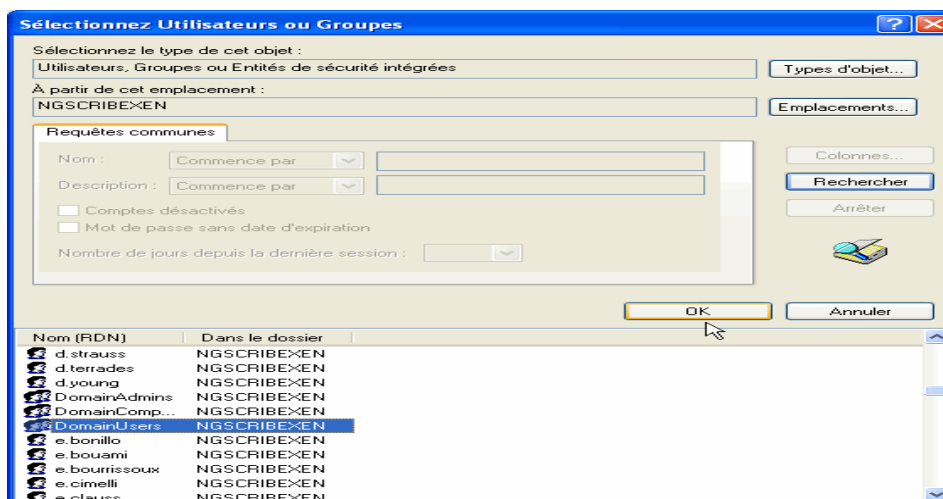 Sélectionnez Utilisateurs ou Groupes
Sélectionnez le type de cet objet :
Utilisateurs, Groupes ou Entités de sécurité intégrées
Types d'objet...
À partir de cet emplacement :
NGSCRIBEXEN
Emplacements...
Requêtes communes
Nom :
Commence par
Colonnes...
Description :
Commence par
Rechercher
Comptes désactivés
Arrêter
Mot de passe sans date d'expiration
Nombre de jours depuis la dernière session :
OK
Annuler
Nom (RDN) Dans le dossier
d.strauss NGSCRIBEXEN
d.terrades NGSCRIBEXEN
d.young NGSCRIBEXEN
DomainAdmins NGSCRIBEXEN
DomainComp... NGSCRIBEXEN
DomainUsers NGSCRIBEXEN
e.bonillo NGSCRIBEXEN
e.bouami NGSCRIBEXEN
e.bourrissoux NGSCRIBEXEN
e.cimelli NGSCRIBEXEN
e.clauss NGSCRIBEXEN